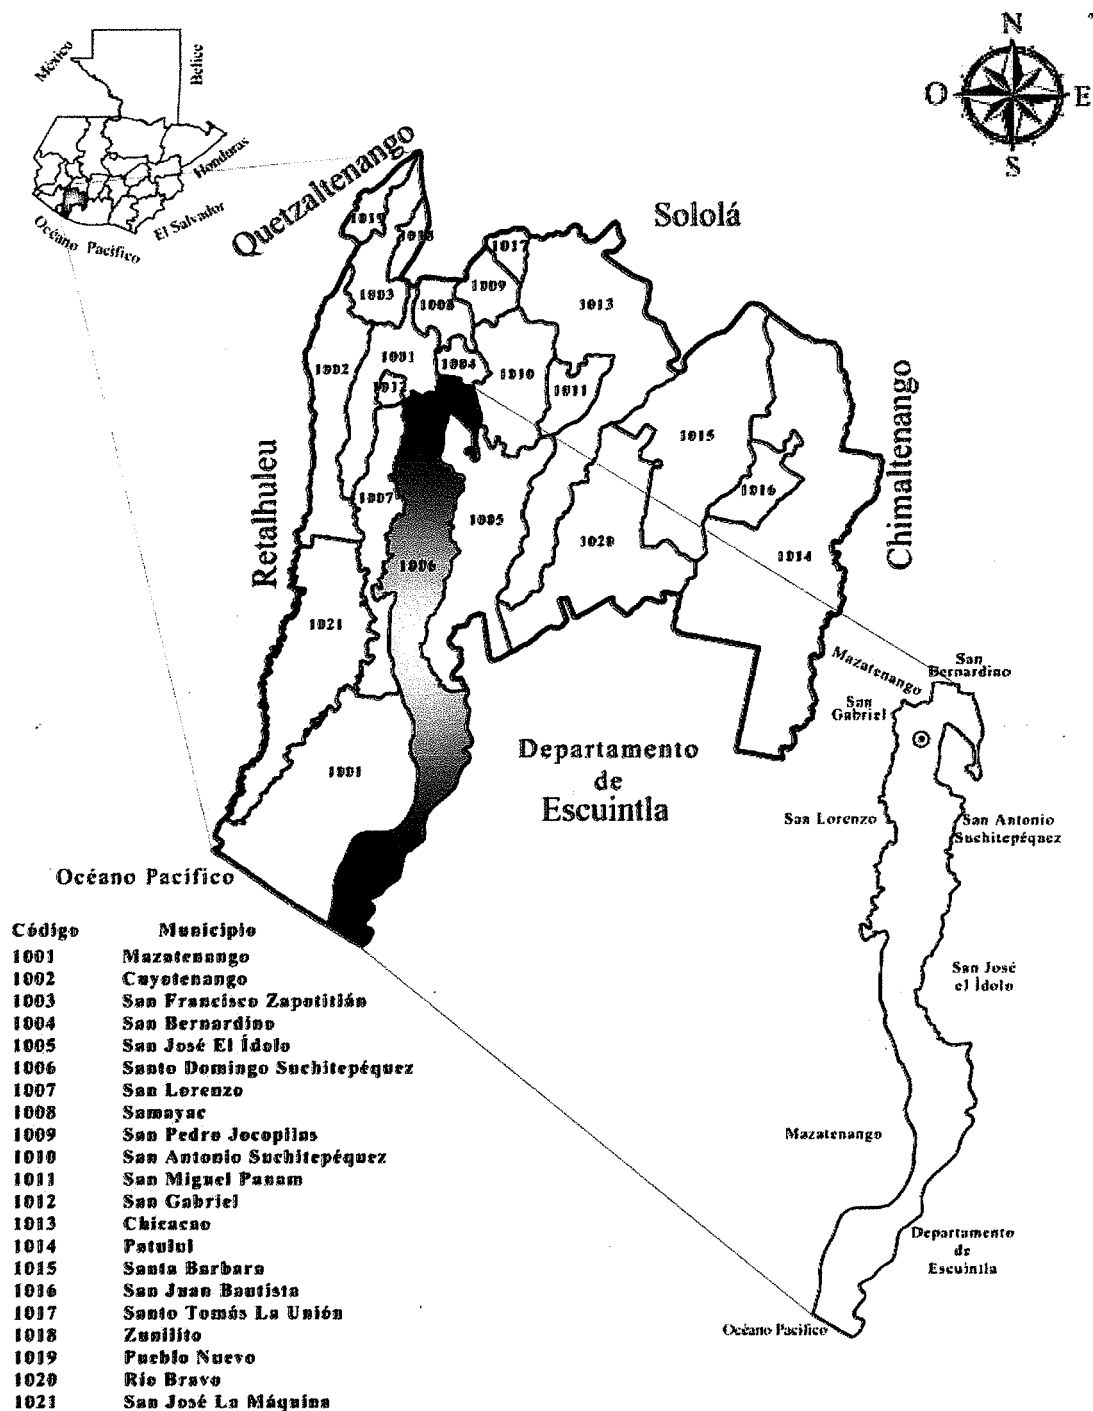 N
O
E
S
México
Belice
Honduras
El Salvador
Océano Pacífico
Quetzaltenango
Sololá
Chimaltenango
Retalhuleu
Departamento
de
Escuintla
Océano Pacífico
1019
1018
1017
1003
1008
1009
1013
1002
1001
1004
1010
1011
1012
1015
1016
1007
1005
1020
1014
1006
1021
1001
Mazatenango
San
Bernardino
San
Gabriel
San Lorenzo
San Antonio
Suchitepéquez
San José
el Ídolo
Mazatenango
Departamento
de
Escuintla
Océano Pacífico
Código Municipio
1001 Mazatenango
1002 Cuyotenango
1003 San Francisco Zapotitlán
1004 San Bernardino
1005 San José El Ídolo
1006 Santo Domingo Suchitepéquez
1007 San Lorenzo
1008 Samayac
1009 San Pedro Jocopilas
1010 San Antonio Suchitepéquez
1011 San Miguel Panam
1012 San Gabriel
1013 Chicacao
1014 Patulul
1015 Santa Barbara
1016 San Juan Bautista
1017 Santo Tomás La Unión
1018 Zunilito
1019 Pueblo Nuevo
1020 Río Bravo
1021 San José La Máquina